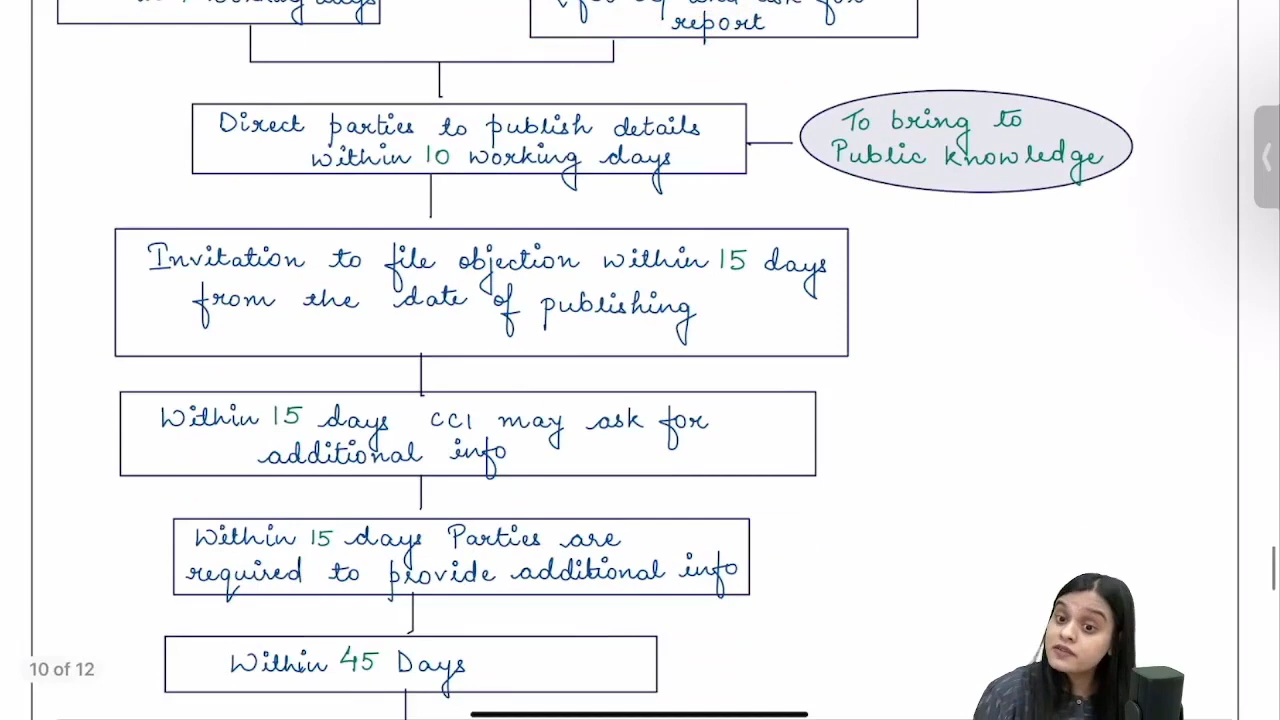 working days
report
Direct parties to publish details
within 10 working days
To bring to
Public knowledge
Invitation to file objection within 15 days
from the date of publishing
Within 15 days CCI may ask for
additional info
Within 15 days Parties are
required to provide additional info
Within 45 Days
10 of 12